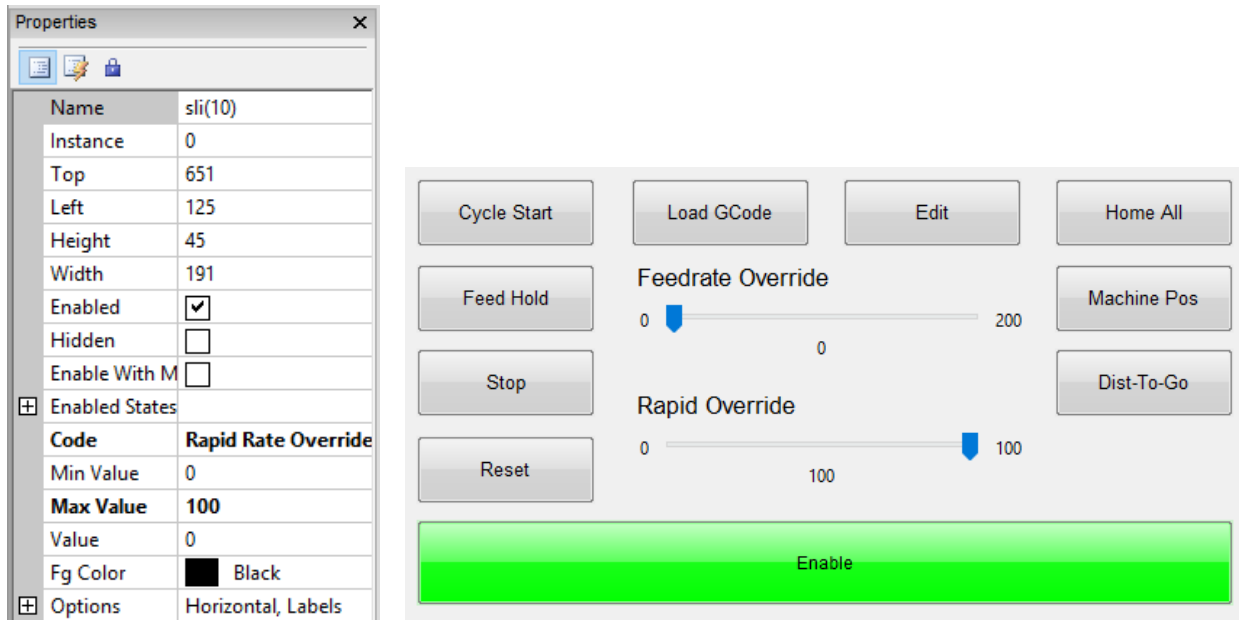 Properties
Name sli(10)
Instance 0
Top 651
Left 125
Height 45
Width 191
Enabled
Hidden
Enable With M
Enabled States
Code Rapid Rate Override
Min Value 0
Max Value 100
Value 0
Fg Color Black
Options Horizontal, Labels
Cycle Start Load GCode Edit Home All
Feed Hold
Feedrate Override
0 200
0
Machine Pos
Stop
Rapid Override
0 100
100
Dist-To-Go
Reset
Enable